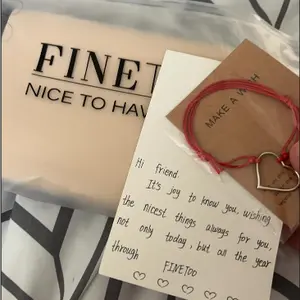 FINETOO
NICE TO HAV
MAKE A WISH
Hi friend.
It's joy to know you, wishing
the nicest things always for you,
not only today, but all the year
through
FINETOO